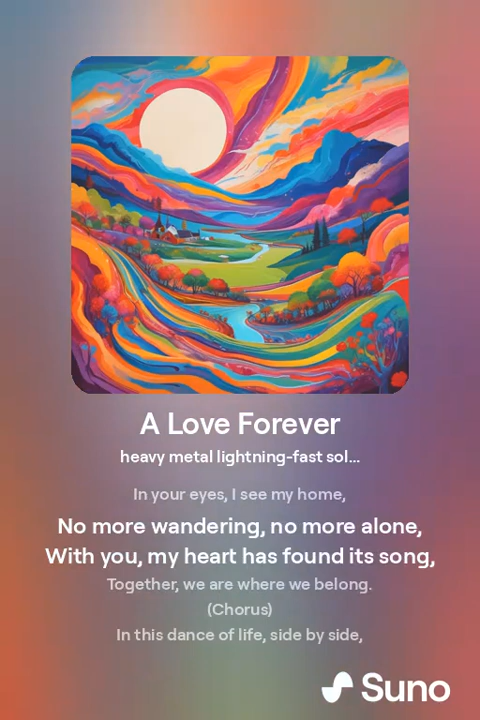 A Love Forever
heavy metal lightning-fast sol...
In your eyes, I see my home,
No more wandering, no more alone,
With you, my heart has found its song,
Together, we are where we belong.
(Chorus)
In this dance of life, side by side,
Suno